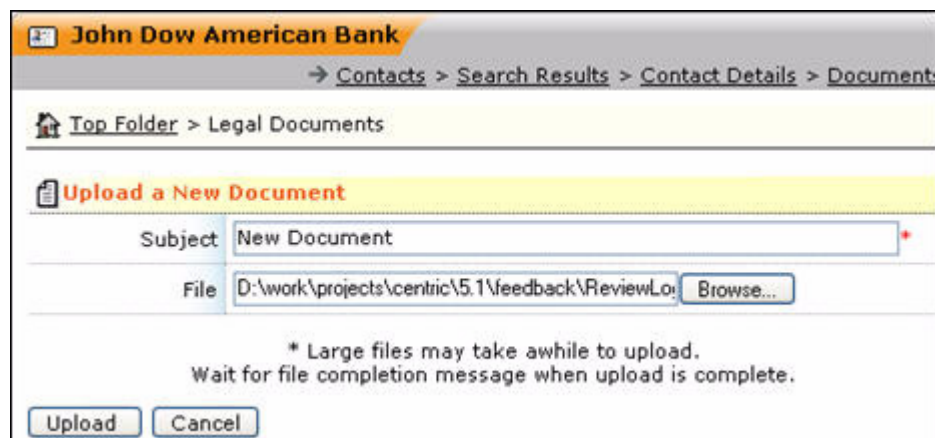 John Dow American Bank
→ Contacts > Search Results > Contact Details > Documents
Top Folder > Legal Documents
Upload a New Document
Subject New Document *
File D:\work\projects\centric\5.1\feedback\ReviewLo Browse...
* Large files may take awhile to upload.
Wait for file completion message when upload is complete.
Upload Cancel